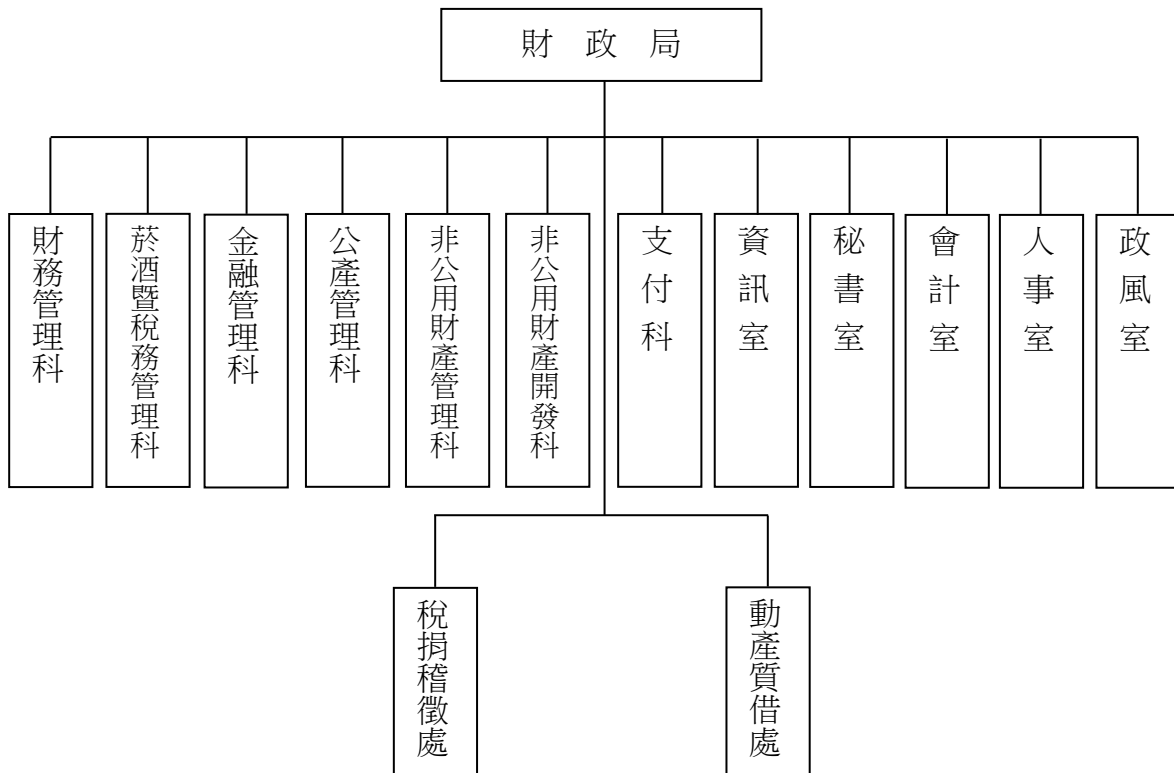 財政局
財務管理科
菸酒暨稅務管理科
金融管理科
公產管理科
非公用財產管理科
非公用財產開發科
支付科
資訊室
秘書室
會計室
人事室
政風室
稅捐稽徵處
動產質借處